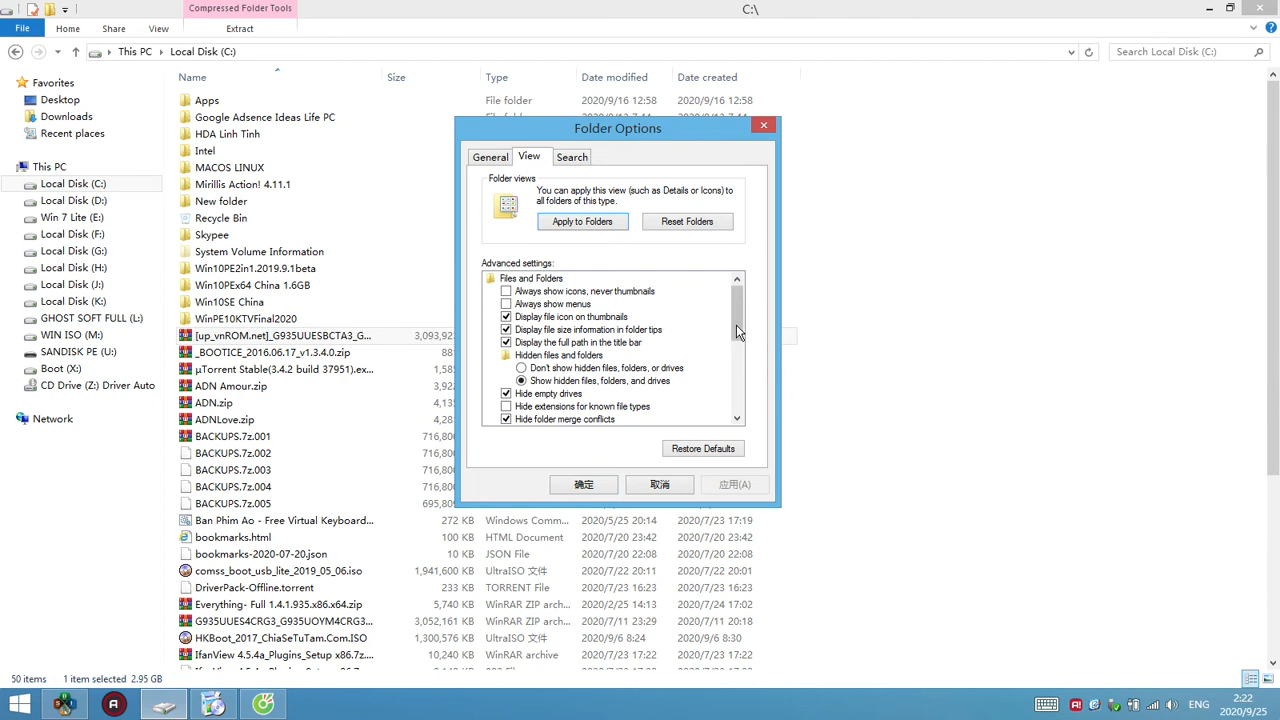 Compressed Folder Tools
C:\
File Home Share View Extract
This PC Local Disk (C:)
Search Local Disk (C:)
Favorites
Desktop
Downloads
Recent places
This PC
Local Disk (C:)
Local Disk (D:)
Win 7 Lite (E:)
Local Disk (F:)
Local Disk (G:)
Local Disk (H:)
Local Disk (K:)
GHOST SOFT FULL (L:)
WIN ISO (M:)
SANDISK PE (U:)
Boot (X:)
CD Drive (Z:) Driver Auto
Network
Name Size Type Date modified Date created
Apps File folder 2020/9/16 12:58 2020/9/16 12:58
Google Adsence Ideas Life PC
HDA Linh Tinh
Intel
MACOS LINUX
Mirillis Action! 4.11.1
New folder
Recycle Bin
Skypee
System Volume Information
Win10PE2in1.2019.9.1beta
Win10PEx64 China 1.6GB
Win10SE China
WinPE10KTVFinal2020
[up_vnROM.net]_G935UUESBCTA3_G... 3,093,92
_BOOTICE_2016.06.17_v1.3.4.0.zip 88
µTorrent Stable(3.4.2 build 37951).ex... 1,58
ADN Amour.zip 4,13
ADN.zip 4,13
ADNLove.zip 4,28
BACKUPS.7z.001 716,80
BACKUPS.7z.002 716,80
BACKUPS.7z.003 716,80
BACKUPS.7z.004 716,80
BACKUPS.7z.005 695,80
Ban Phim Ao - Free Virtual Keyboard... 272 KB Windows Comm... 2020/5/25 20:14 2020/7/23 17:19
bookmarks.html 100 KB HTML Document 2020/7/20 23:42 2020/7/20 23:42
bookmarks-2020-07-20.json 10 KB JSON File 2020/7/20 22:08 2020/7/20 22:08
comss_boot_usb_lite_2019_05_06.iso 1,941,600 KB UltraISO 文件 2020/7/22 20:11 2020/7/22 20:01
DriverPack-Offline.torrent 233 KB TORRENT File 2020/7/23 16:23 2020/7/23 16:23
Everything- Full 1.4.1.935.x86.x64.zip 5,740 KB WinRAR ZIP arch... 2020/2/25 14:13 2020/7/24 17:02
G935UUES4CRG3_G935UOYM4CRG3... 3,052,161 KB WinRAR ZIP arch... 2020/7/11 23:29 2020/7/11 20:18
HKBoot_2017_ChiaSeTuTam.Com.ISO 1,300,576 KB UltraISO 文件 2020/9/6 8:24 2020/9/6 8:30
IfanView 4.5.4a_Plugins_Setup x86.7z 10,240 KB WinRAR archive 2020/7/23 17:22 2020/7/23 17:22
Folder Options
General View Search
Folder views
You can apply this view (such as Details or Icons) to
all folders of this type.
Apply to Folders Reset Folders
Advanced settings:
Files and Folders
Always show icons, never thumbnails
Always show menus
Display file icon on thumbnails
Display file size information in folder tips
Display the full path in the title bar
Hidden files and folders
Don't show hidden files, folders, or drives
Show hidden files, folders, and drives
Hide empty drives
Hide extensions for known file types
Hide folder merge conflicts
Restore Defaults
确定 取消 应用(A)
50 items 1 item selected 2.95 GB
ENG
2:22
2020/9/25